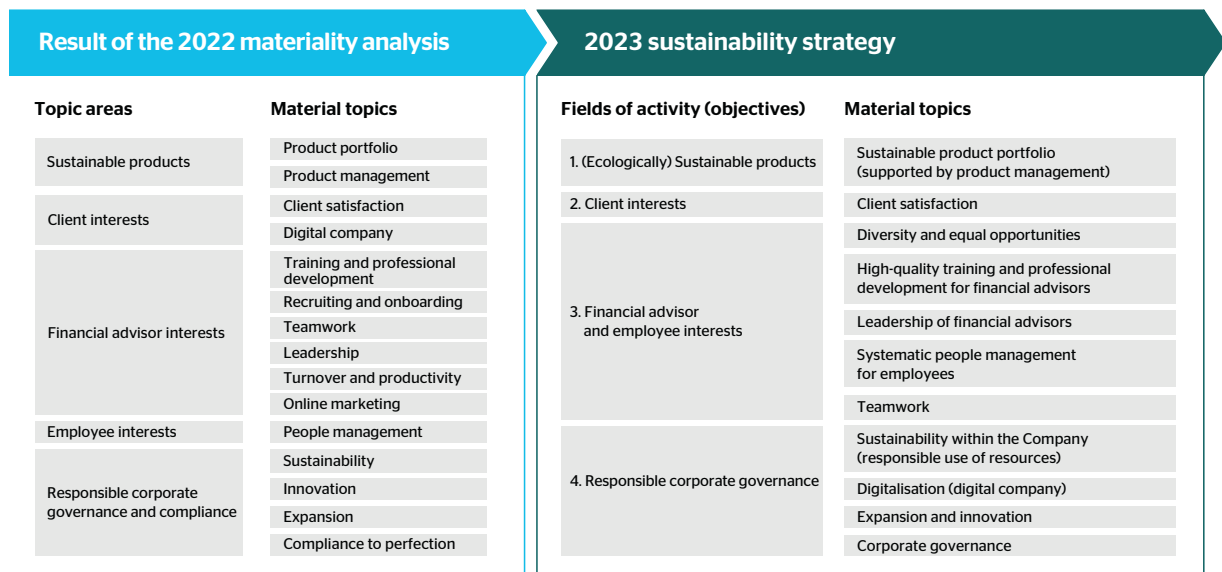 Result of the 2022 materiality analysis
Topic areas
Material topics
Sustainable products
Product portfolio
Product management
Client interests
Client satisfaction
Digital company
Financial advisor interests
Training and professional
development
Recruiting and onboarding
Teamwork
Leadership
Turnover and productivity
Online marketing
Employee interests
People management
Responsible corporate
governance and compliance
Sustainability
Innovation
Expansion
Compliance to perfection
2023 sustainability strategy
Fields of activity (objectives)
Material topics
1. (Ecologically) Sustainable products
Sustainable product portfolio
(supported by product management)
2. Client interests
Client satisfaction
3. Financial advisor
and employee interests
Diversity and equal opportunities
High-quality training and professional
development for financial advisors
Leadership of financial advisors
Systematic people management
for employees
Teamwork
4. Responsible corporate governance
Sustainability within the Company
(responsible use of resources)
Digitalisation (digital company)
Expansion and innovation
Corporate governance